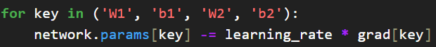 for key in ('W1', 'b1', 'W2', 'b2'):
    network.params[key] -= learning_rate * grad[key]